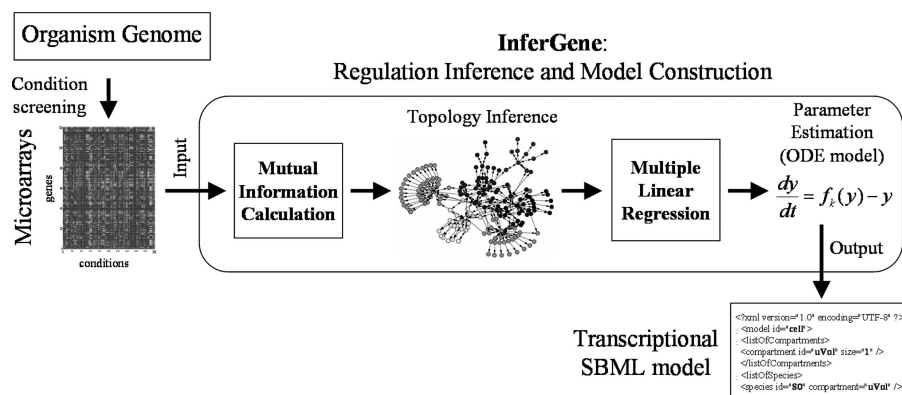 Organism Genome
Condition
screening
Microarrays
genes
conditions
Input
InferGene:
Regulation Inference and Model Construction
Mutual
Information
Calculation
Topology Inference
Multiple
Linear
Regression
Parameter
Estimation
(ODE model)
dy/dt = f_k(y) – y
Output
Transcriptional
SBML model
<?xml version="1.0" encoding="UTF-8" ?>
<model id="cell">
<listOfCompartments>
<compartment id="uVol" size="1" />
</listOfCompartments>
<listOfSpecies>
<species id="S0" compartment="uVol" />